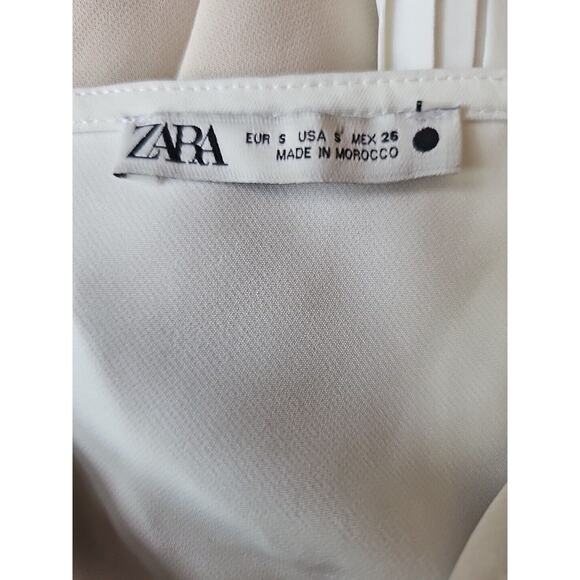 ZARA
EUR S USA S MEX 26
MADE IN MOROCCO